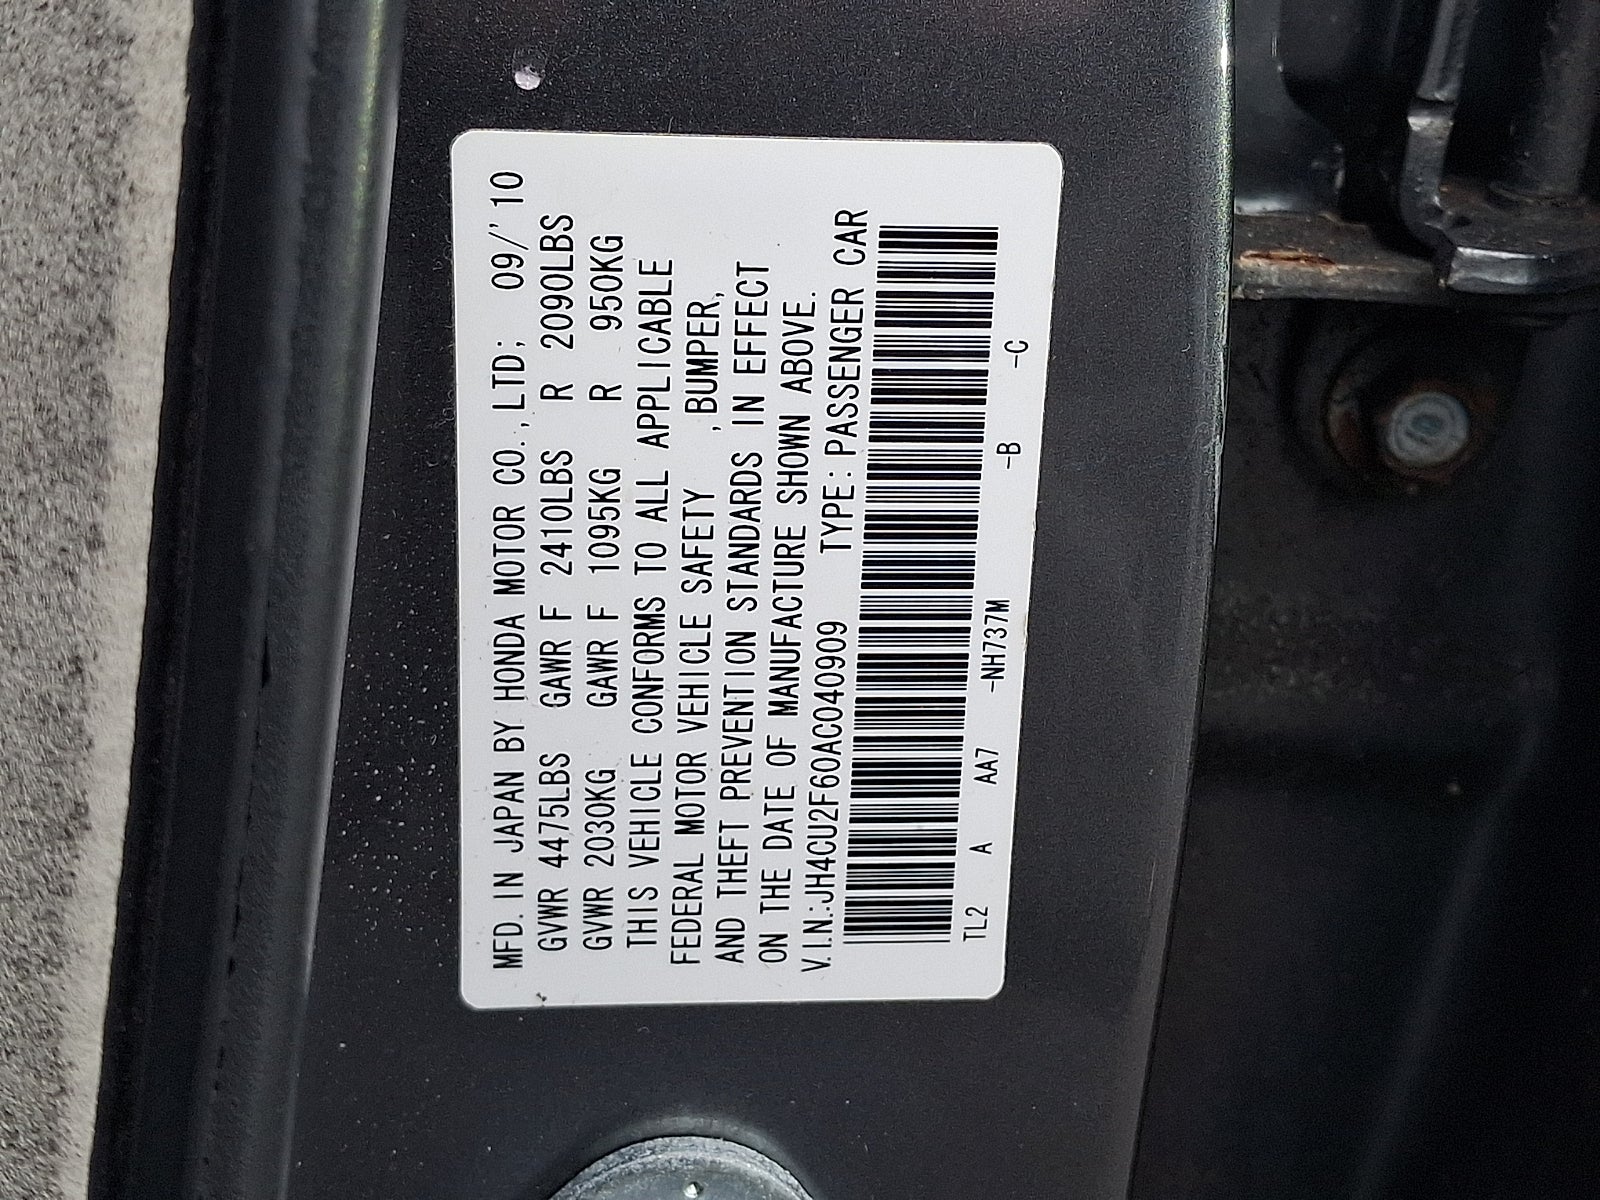 MFD. IN JAPAN BY HONDA MOTOR CO.,LTD; 09/'10
GVWR 4475LBS GAWR F 2410LBS R 2090LBS
GVWR 2030KG GAWR F 1095KG R 950KG
THIS VEHICLE CONFORMS TO ALL APPLICABLE
FEDERAL MOTOR VEHICLE SAFETY , BUMPER,
AND THEFT PREVENTION STANDARDS IN EFFECT
ON THE DATE OF MANUFACTURE SHOWN ABOVE.
V.I.N.:JH4CU2F60AC040909 TYPE:PASSENGER CAR
TL2 A AA7 -NH737M -B -C